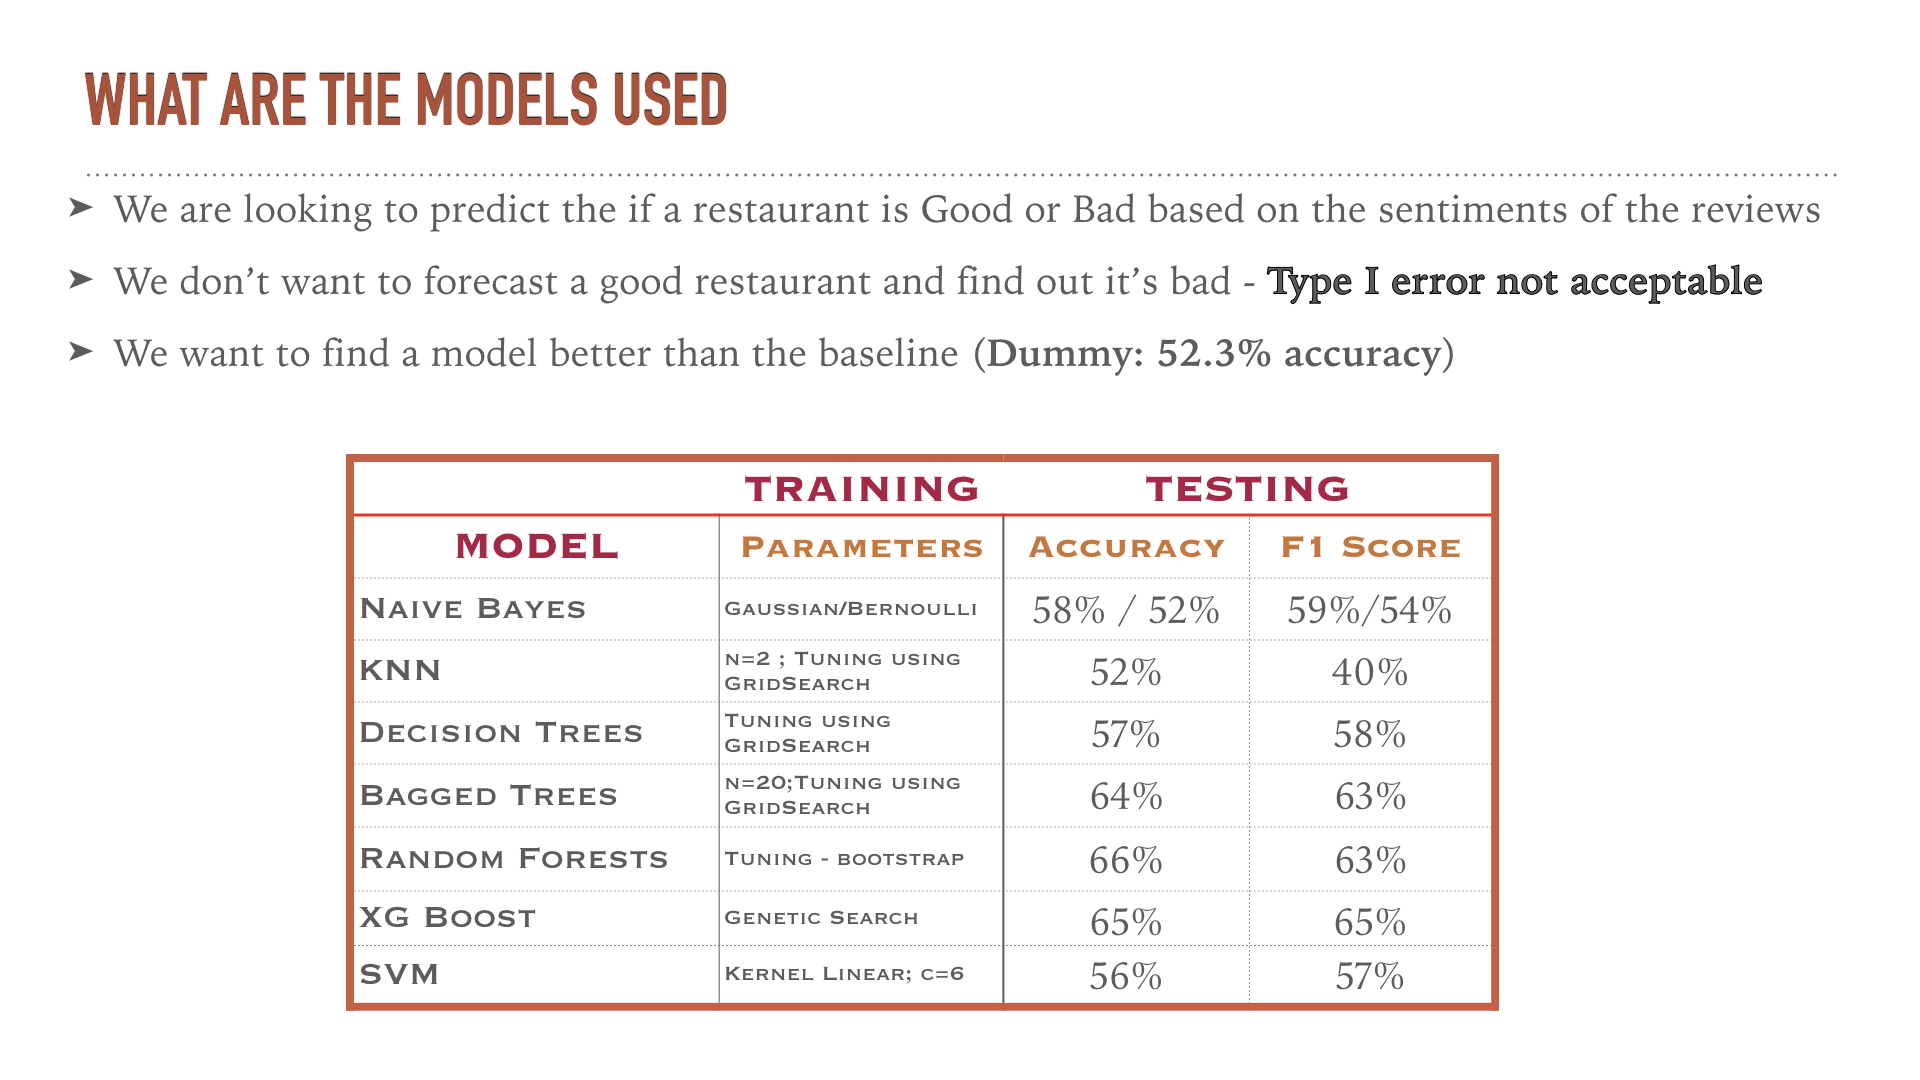 WHAT ARE THE MODELS USED
➤ We are looking to predict the if a restaurant is Good or Bad based on the sentiments of the reviews
➤ We don’t want to forecast a good restaurant and find out it’s bad - Type I error not acceptable
➤ We want to find a model better than the baseline (Dummy: 52.3% accuracy)
TRAINING TESTING
MODEL PARAMETERS ACCURACY F1 SCORE
NAIVE BAYES GAUSSIAN/BERNOULLI 58% / 52% 59%/54%
KNN N=2 ; TUNING USING GRIDSEARCH 52% 40%
DECISION TREES TUNING USING GRIDSEARCH 57% 58%
BAGGED TREES N=20;TUNING USING GRIDSEARCH 64% 63%
RANDOM FORESTS TUNING - BOOTSTRAP 66% 63%
XG BOOST GENETIC SEARCH 65% 65%
SVM KERNEL LINEAR; C=6 56% 57%